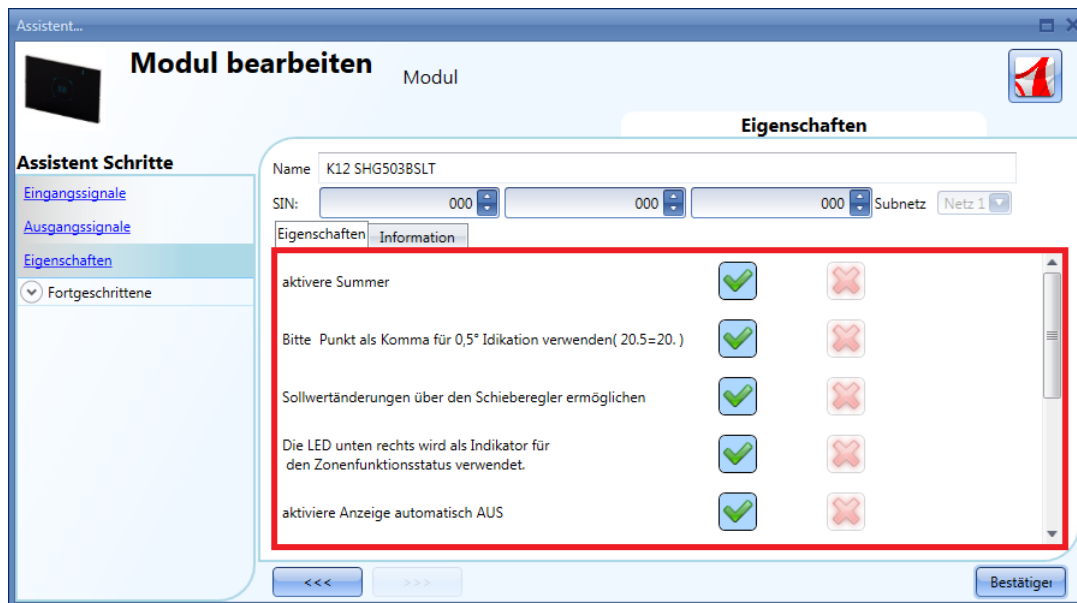 Assistent...
Modul bearbeiten
Modul
Eigenschaften
Assistent Schritte
Eingangssignale
Ausgangssignale
Eigenschaften
Fortgeschrittene
Name K12 SHG503BSLT
SIN: 000 000 000 Subnetz Netz 1
Eigenschaften Information
aktivere Summer
Bitte Punkt als Komma für 0,5° Idikation verwenden( 20.5=20. )
Sollwertänderungen über den Schieberegler ermöglichen
Die LED unten rechts wird als Indikator für
den Zonenfunktionsstatus verwendet.
aktiviere Anzeige automatisch AUS
<<< >>> Bestätiger